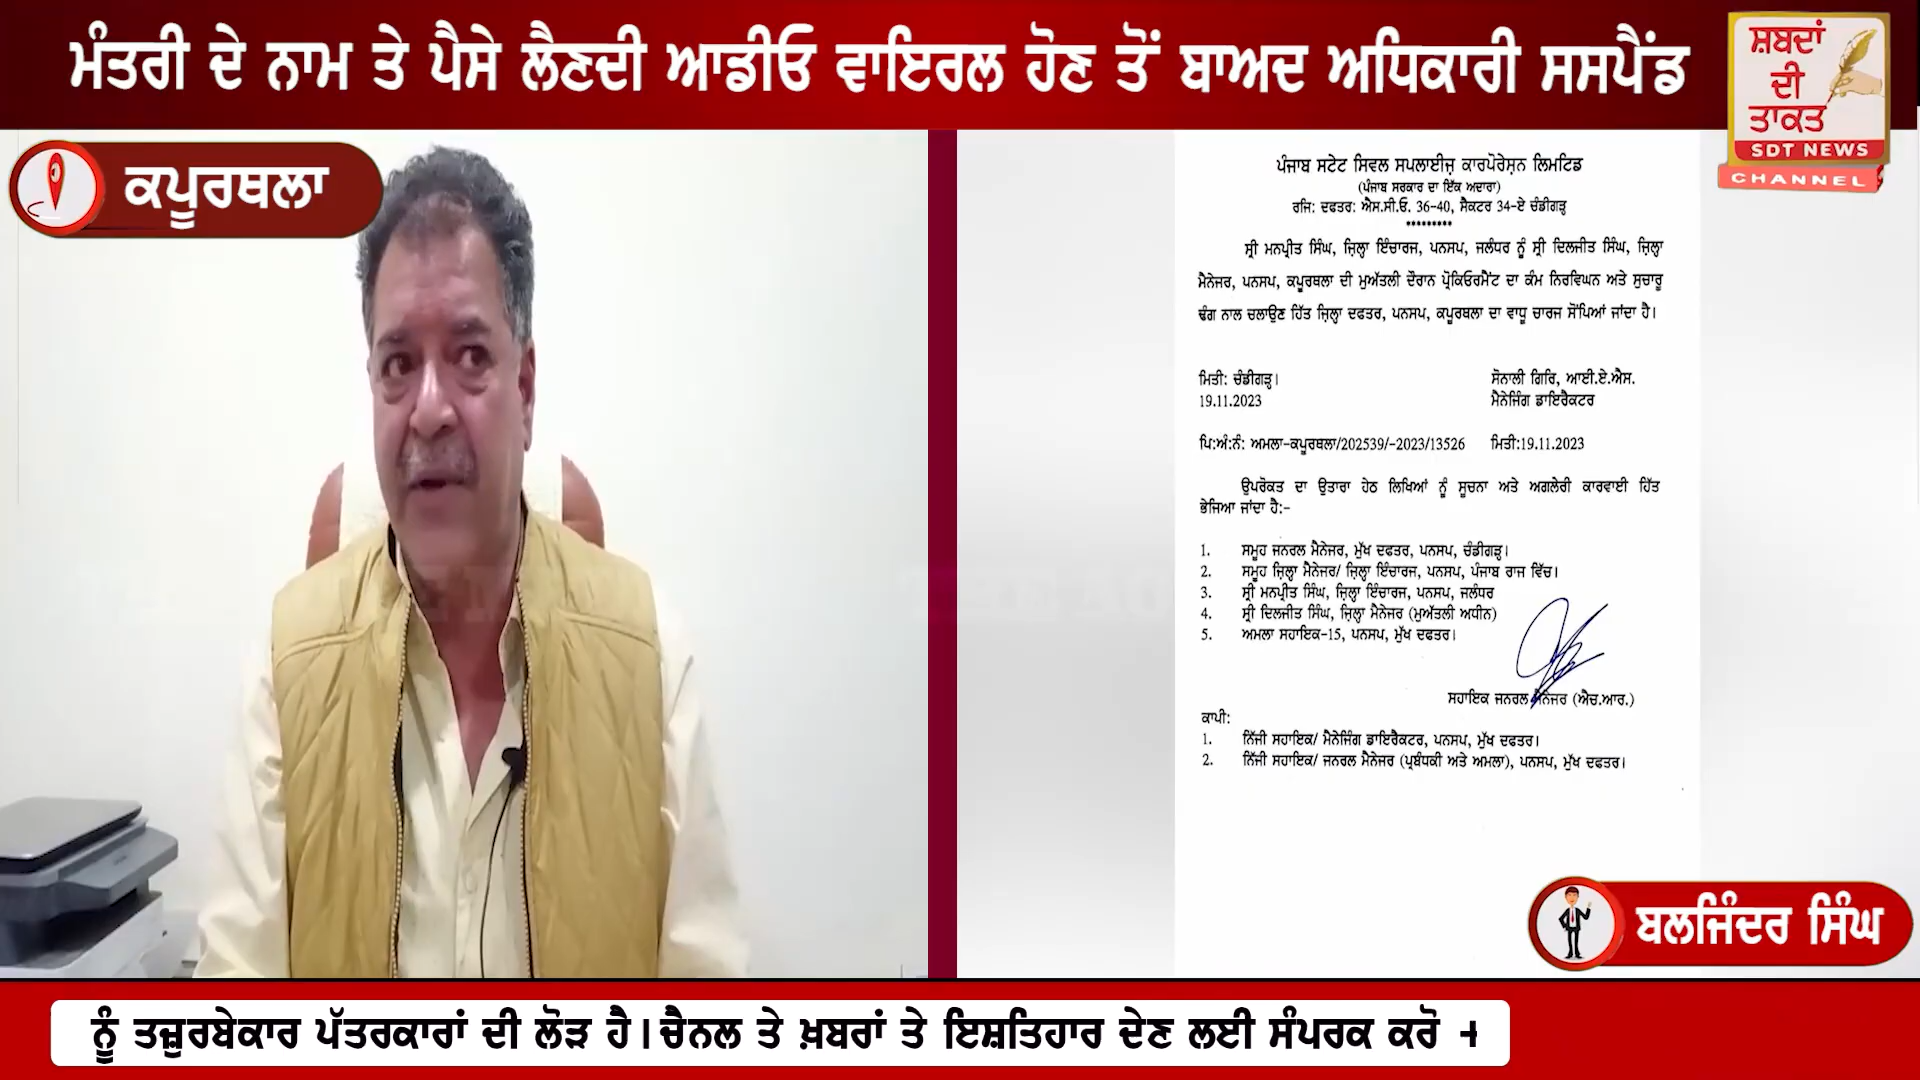 ਮੰਤਰੀ ਦੇ ਨਾਮ ਤੇ ਪੈਸੇ ਲੈਣਦੀ ਆਡੀਓ ਵਾਇਰਲ ਹੋਣ ਤੋਂ ਬਾਅਦ ਅਧਿਕਾਰੀ ਸਸਪੈਂਡ
ਸ਼ਬਦਾਂ
ਦੀ
ਤਾਕਤ
SDT NEWS
CHANNEL
ਕਪੂਰਥਲਾ
ਪੰਜਾਬ ਸਟੇਟ ਸਿਵਲ ਸਪਲਾਈਜ਼ ਕਾਰਪੋਰੇਸ਼ਨ ਲਿਮਟਿਡ
(ਪੰਜਾਬ ਸਰਕਾਰ ਦਾ ਇੱਕ ਅਦਾਰਾ)
ਰਜਿ: ਦਫਤਰ: ਐਸ.ਸੀ.ਓ. 36-40, ਸੈਕਟਰ 34-ਏ ਚੰਡੀਗੜ੍ਹ
*********
ਸ੍ਰੀ ਮਨਪ੍ਰੀਤ ਸਿੰਘ, ਜ਼ਿਲ੍ਹਾ ਇੰਚਾਰਜ, ਪਨਸਪ, ਜਲੰਧਰ ਨੂੰ ਸ੍ਰੀ ਦਿਲਜੀਤ ਸਿੰਘ, ਜ਼ਿਲ੍ਹਾ
ਮੈਨੇਜਰ, ਪਨਸਪ, ਕਪੂਰਥਲਾ ਦੀ ਮੁਅੱਤਲੀ ਦੌਰਾਨ ਪ੍ਰੋਕਿਓਰਮੈਂਟ ਦਾ ਕੰਮ ਨਿਰਵਿਘਨ ਅਤੇ ਸੁਚਾਰੂ
ਢੰਗ ਨਾਲ ਚਲਾਉਣ ਹਿੱਤ ਜ਼ਿਲ੍ਹਾ ਦਫਤਰ, ਪਨਸਪ, ਕਪੂਰਥਲਾ ਦਾ ਵਾਧੂ ਚਾਰਜ ਸੌਂਪਿਆਂ ਜਾਂਦਾ ਹੈ।
ਮਿਤੀ: ਚੰਡੀਗੜ੍ਹ। ਸੋਨਾਲੀ ਗਿਰਿ, ਆਈ.ਏ.ਐਸ.
19.11.2023 ਮੈਨੇਜਿੰਗ ਡਾਇਰੈਕਟਰ
ਪਿ:ਅੰ:ਨੰ: ਅਮਲਾ-ਕਪੂਰਥਲਾ/202539/-2023/13526 ਮਿਤੀ:19.11.2023
ਉਪਰੋਕਤ ਦਾ ਉਤਾਰਾ ਹੇਠ ਲਿਖਿਆਂ ਨੂੰ ਸੂਚਨਾ ਅਤੇ ਅਗਲੇਰੀ ਕਾਰਵਾਈ ਹਿੱਤ
ਭੇਜਿਆ ਜਾਂਦਾ ਹੈ:-
1. ਸਮੂਹ ਜਨਰਲ ਮੈਨੇਜਰ, ਮੁੱਖ ਦਫਤਰ, ਪਨਸਪ, ਚੰਡੀਗੜ੍ਹ।
2. ਸਮੂਹ ਜ਼ਿਲ੍ਹਾ ਮੈਨੇਜਰ/ ਜ਼ਿਲ੍ਹਾ ਇੰਚਾਰਜ, ਪਨਸਪ, ਪੰਜਾਬ ਰਾਜ ਵਿੱਚ।
3. ਸ੍ਰੀ ਮਨਪ੍ਰੀਤ ਸਿੰਘ, ਜ਼ਿਲ੍ਹਾ ਇੰਚਾਰਜ, ਪਨਸਪ, ਜਲੰਧਰ
4. ਸ੍ਰੀ ਦਿਲਜੀਤ ਸਿੰਘ, ਜ਼ਿਲ੍ਹਾ ਮੈਨੇਜਰ (ਮੁਅੱਤਲੀ ਅਧੀਨ)
5. ਅਮਲਾ ਸਹਾਇਕ-15, ਪਨਸਪ, ਮੁੱਖ ਦਫਤਰ।
ਸਹਾਇਕ ਜਨਰਲ ਮੈਨੇਜਰ (ਐਚ.ਆਰ.)
ਕਾਪੀ:
1. ਨਿੱਜੀ ਸਹਾਇਕ/ ਮੈਨੇਜਿੰਗ ਡਾਇਰੈਕਟਰ, ਪਨਸਪ, ਮੁੱਖ ਦਫਤਰ।
2. ਨਿੱਜੀ ਸਹਾਇਕ/ ਜਨਰਲ ਮੈਨੇਜਰ (ਪ੍ਰਬੰਧਕੀ ਅਤੇ ਅਮਲਾ), ਪਨਸਪ, ਮੁੱਖ ਦਫਤਰ।
ਬਲਜਿੰਦਰ ਸਿੰਘ
ਨੂੰ ਤਜ਼ੁਰਬੇਕਾਰ ਪੱਤਰਕਾਰਾਂ ਦੀ ਲੋੜ ਹੈ। ਚੈਨਲ ਤੇ ਖ਼ਬਰਾਂ ਤੇ ਇਸ਼ਤਿਹਾਰ ਦੇਣ ਲਈ ਸੰਪਰਕ ਕਰੋ +